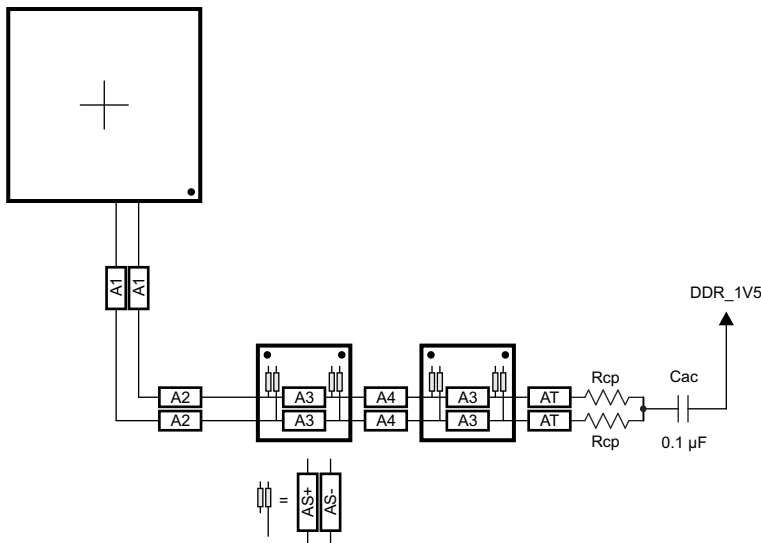 A1
A1
DDR_1V5
Rcp
Cac
A2
A3
A4
A3
AT
A2
A3
A4
A3
AT
Rcp
0.1 µF
=
AS+
AS-